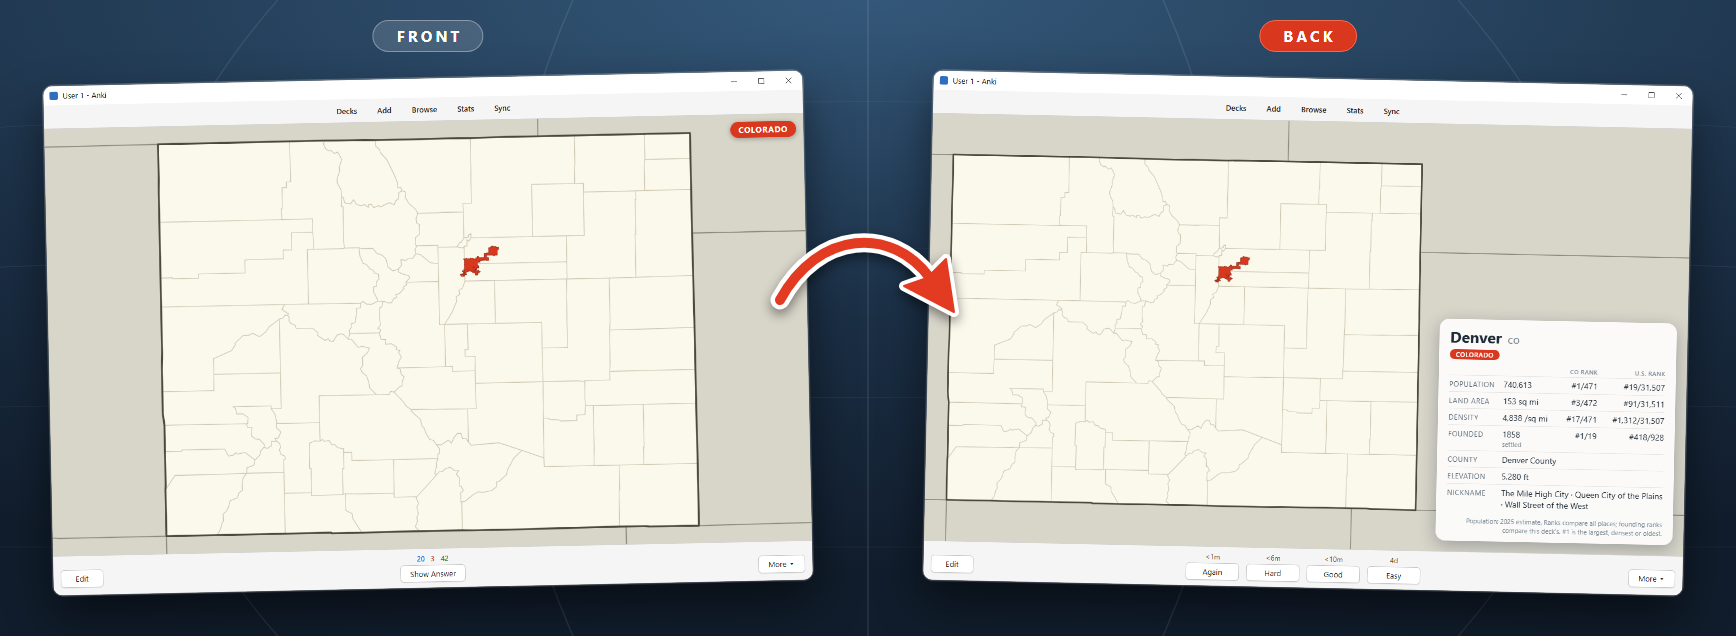 FRONT
User 1 - Anki
Decks Add Browse Stats Sync
COLORADO
20 3 42
Edit
Show Answer
More
BACK
User 1 - Anki
Decks Add Browse Stats Sync
Denver CO
COLORADO
CO RANK U.S. RANK
POPULATION 740,613 #1/471 #19/31,507
LAND AREA 153 sq mi #3/472 #91/31,511
DENSITY 4,838 /sq mi #17/471 #1,312/31,507
FOUNDED 1858 #1/19 #418/928
settled
COUNTY Denver County
ELEVATION 5,280 ft
NICKNAME The Mile High City · Queen City of the Plains
· Wall Street of the West
Population: 2025 estimate. Ranks compare all places; founding ranks
compare this deck's. #1 is the largest, densest or oldest.
<1m <6m <10m 4d
Edit
Again Hard Good Easy
More